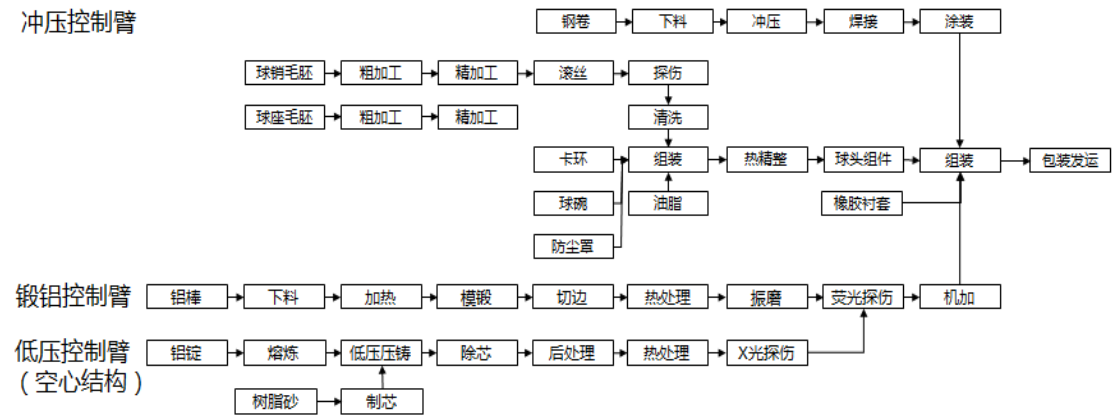 冲压控制臂
钢卷 下料 冲压 焊接 涂装
球销毛胚 粗加工 精加工 滚丝 探伤
球座毛胚 粗加工 精加工 清洗
卡环 组装 热精整 球头组件 组装 包装发运
球碗 油脂 橡胶衬套
防尘罩
锻铝控制臂 铝棒 下料 加热 模锻 切边 热处理 振磨 荧光探伤 机加
低压控制臂 铝锭 熔炼 低压压铸 除芯 后处理 热处理 X光探伤
（空心结构）
树脂砂 制芯